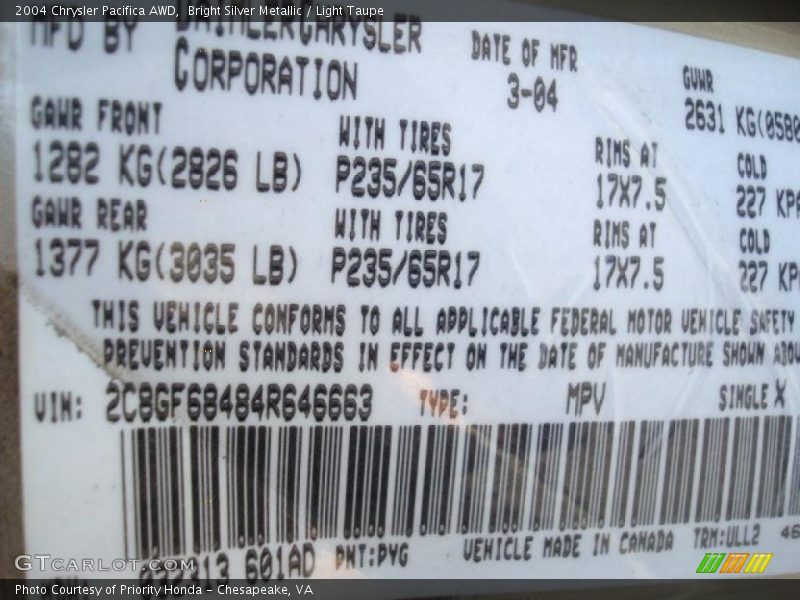 2004 Chrysler Pacifica AWD, Bright Silver Metallic / Light Taupe
MFD BY DAIMLERCHRYSLER CORPORATION
DATE OF MFR
3-04
GVWR
2631 KG(0580
GAWR FRONT WITH TIRES RIMS AT COLD
1282 KG(2826 LB) P235/65R17 17X7.5 227 KPA
GAWR REAR WITH TIRES RIMS AT COLD
1377 KG(3035 LB) P235/65R17 17X7.5 227 KP
THIS VEHICLE CONFORMS TO ALL APPLICABLE FEDERAL MOTOR VEHICLE SAFETY
PREVENTION STANDARDS IN EFFECT ON THE DATE OF MANUFACTURE SHOWN ABOV
VIN: 2C8GF68484R646663 TYPE: MPV SINGLE X
601AD PNT:PYG VEHICLE MADE IN CANADA TRM:ULL2 46
GTCarlot.com
Photo Courtesy of Priority Honda - Chesapeake, VA